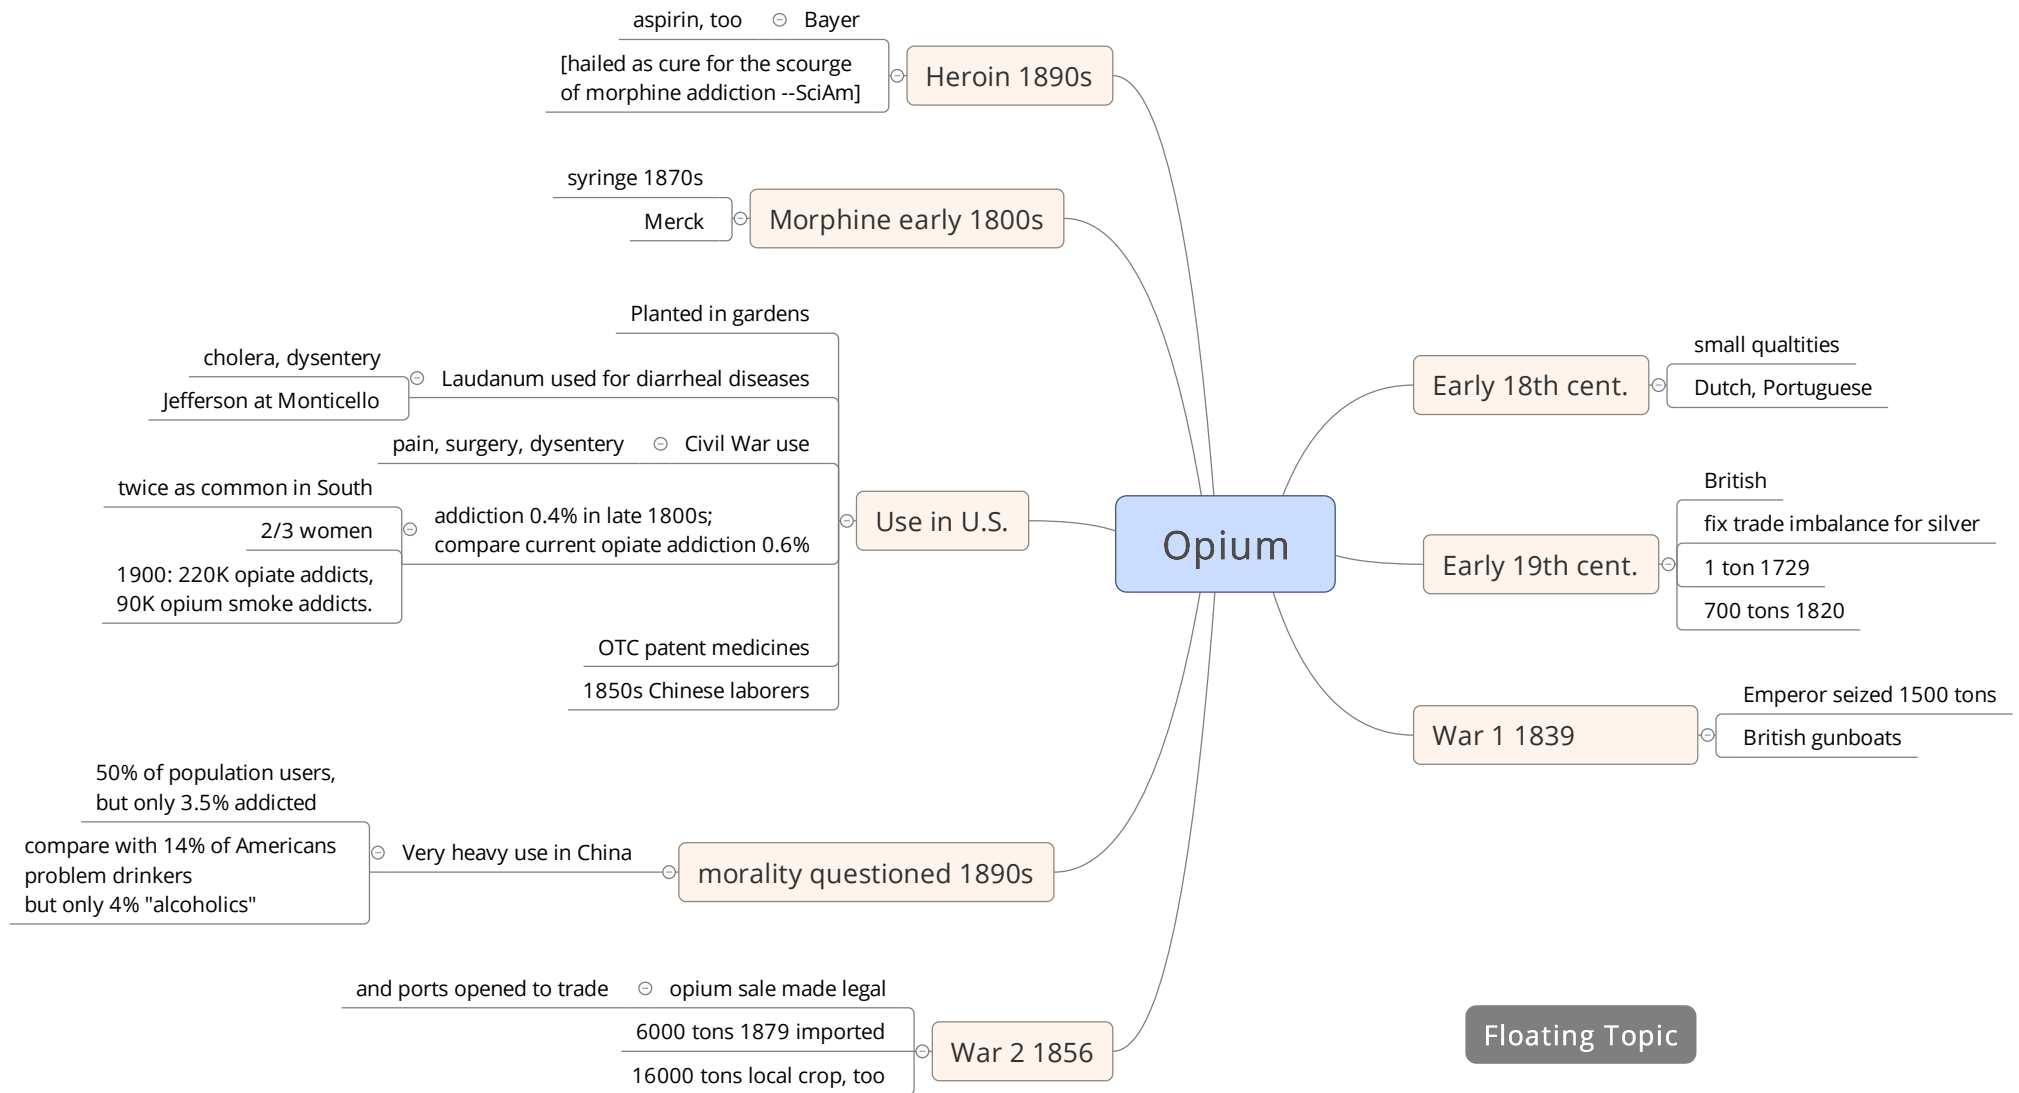 Opium
Early 18th cent.
small qualtities
Dutch, Portuguese
Early 19th cent.
British
fix trade imbalance for silver
1 ton 1729
700 tons 1820
War 1 1839
Emperor seized 1500 tons
British gunboats
War 2 1856
opium sale made legal
and ports opened to trade
6000 tons 1879 imported
16000 tons local crop, too
morality questioned 1890s
Very heavy use in China
50% of population users,
but only 3.5% addicted
compare with 14% of Americans
problem drinkers
but only 4% "alcoholics"
Use in U.S.
Planted in gardens
Laudanum used for diarrheal diseases
cholera, dysentery
Jefferson at Monticello
Civil War use
pain, surgery, dysentery
addiction 0.4% in late 1800s;
compare current opiate addiction 0.6%
twice as common in South
2/3 women
1900: 220K opiate addicts,
90K opium smoke addicts.
OTC patent medicines
1850s Chinese laborers
Morphine early 1800s
syringe 1870s
Merck
Heroin 1890s
Bayer
aspirin, too
[hailed as cure for the scourge
of morphine addiction --SciAm]
Floating Topic